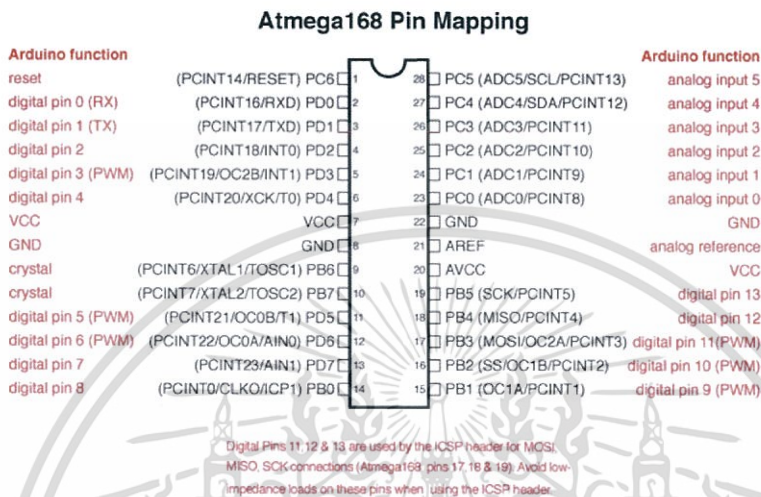 Atmega168 Pin Mapping
Arduino function Arduino function
reset (PCINT14/RESET) PC6 1 28 PC5 (ADC5/SCL/PCINT13) analog input 5
digital pin 0 (RX) (PCINT16/RXD) PD0 2 27 PC4 (ADC4/SDA/PCINT12) analog input 4
digital pin 1 (TX) (PCINT17/TXD) PD1 3 26 PC3 (ADC3/PCINT11) analog input 3
digital pin 2 (PCINT18/INT0) PD2 4 25 PC2 (ADC2/PCINT10) analog input 2
digital pin 3 (PWM) (PCINT19/OC2B/INT1) PD3 5 24 PC1 (ADC1/PCINT9) analog input 1
digital pin 4 (PCINT20/XCK/T0) PD4 6 23 PC0 (ADC0/PCINT8) analog input 0
VCC VCC 7 22 GND GND
GND GND 8 21 AREF analog reference
crystal (PCINT6/XTAL1/TOSC1) PB6 9 20 AVCC VCC
crystal (PCINT7/XTAL2/TOSC2) PB7 10 19 PB5 (SCK/PCINT5) digital pin 13
digital pin 5 (PWM) (PCINT21/OC0B/T1) PD5 11 18 PB4 (MISO/PCINT4) digital pin 12
digital pin 6 (PWM) (PCINT22/OC0A/AIN0) PD6 12 17 PB3 (MOSI/OC2A/PCINT3) digital pin 11(PWM)
digital pin 7 (PCINT23/AIN1) PD7 13 16 PB2 (SS/OC1B/PCINT2) digital pin 10 (PWM)
digital pin 8 (PCINT0/CLKO/ICP1) PB0 14 15 PB1 (OC1A/PCINT1) digital pin 9 (PWM)
Digital Pins 11,12 & 13 are used by the ICSP header for MOSI,
MISO, SCK connections (Atmega168 pins 17,18 & 19). Avoid low-
impedance loads on these pins when using the ICSP header.